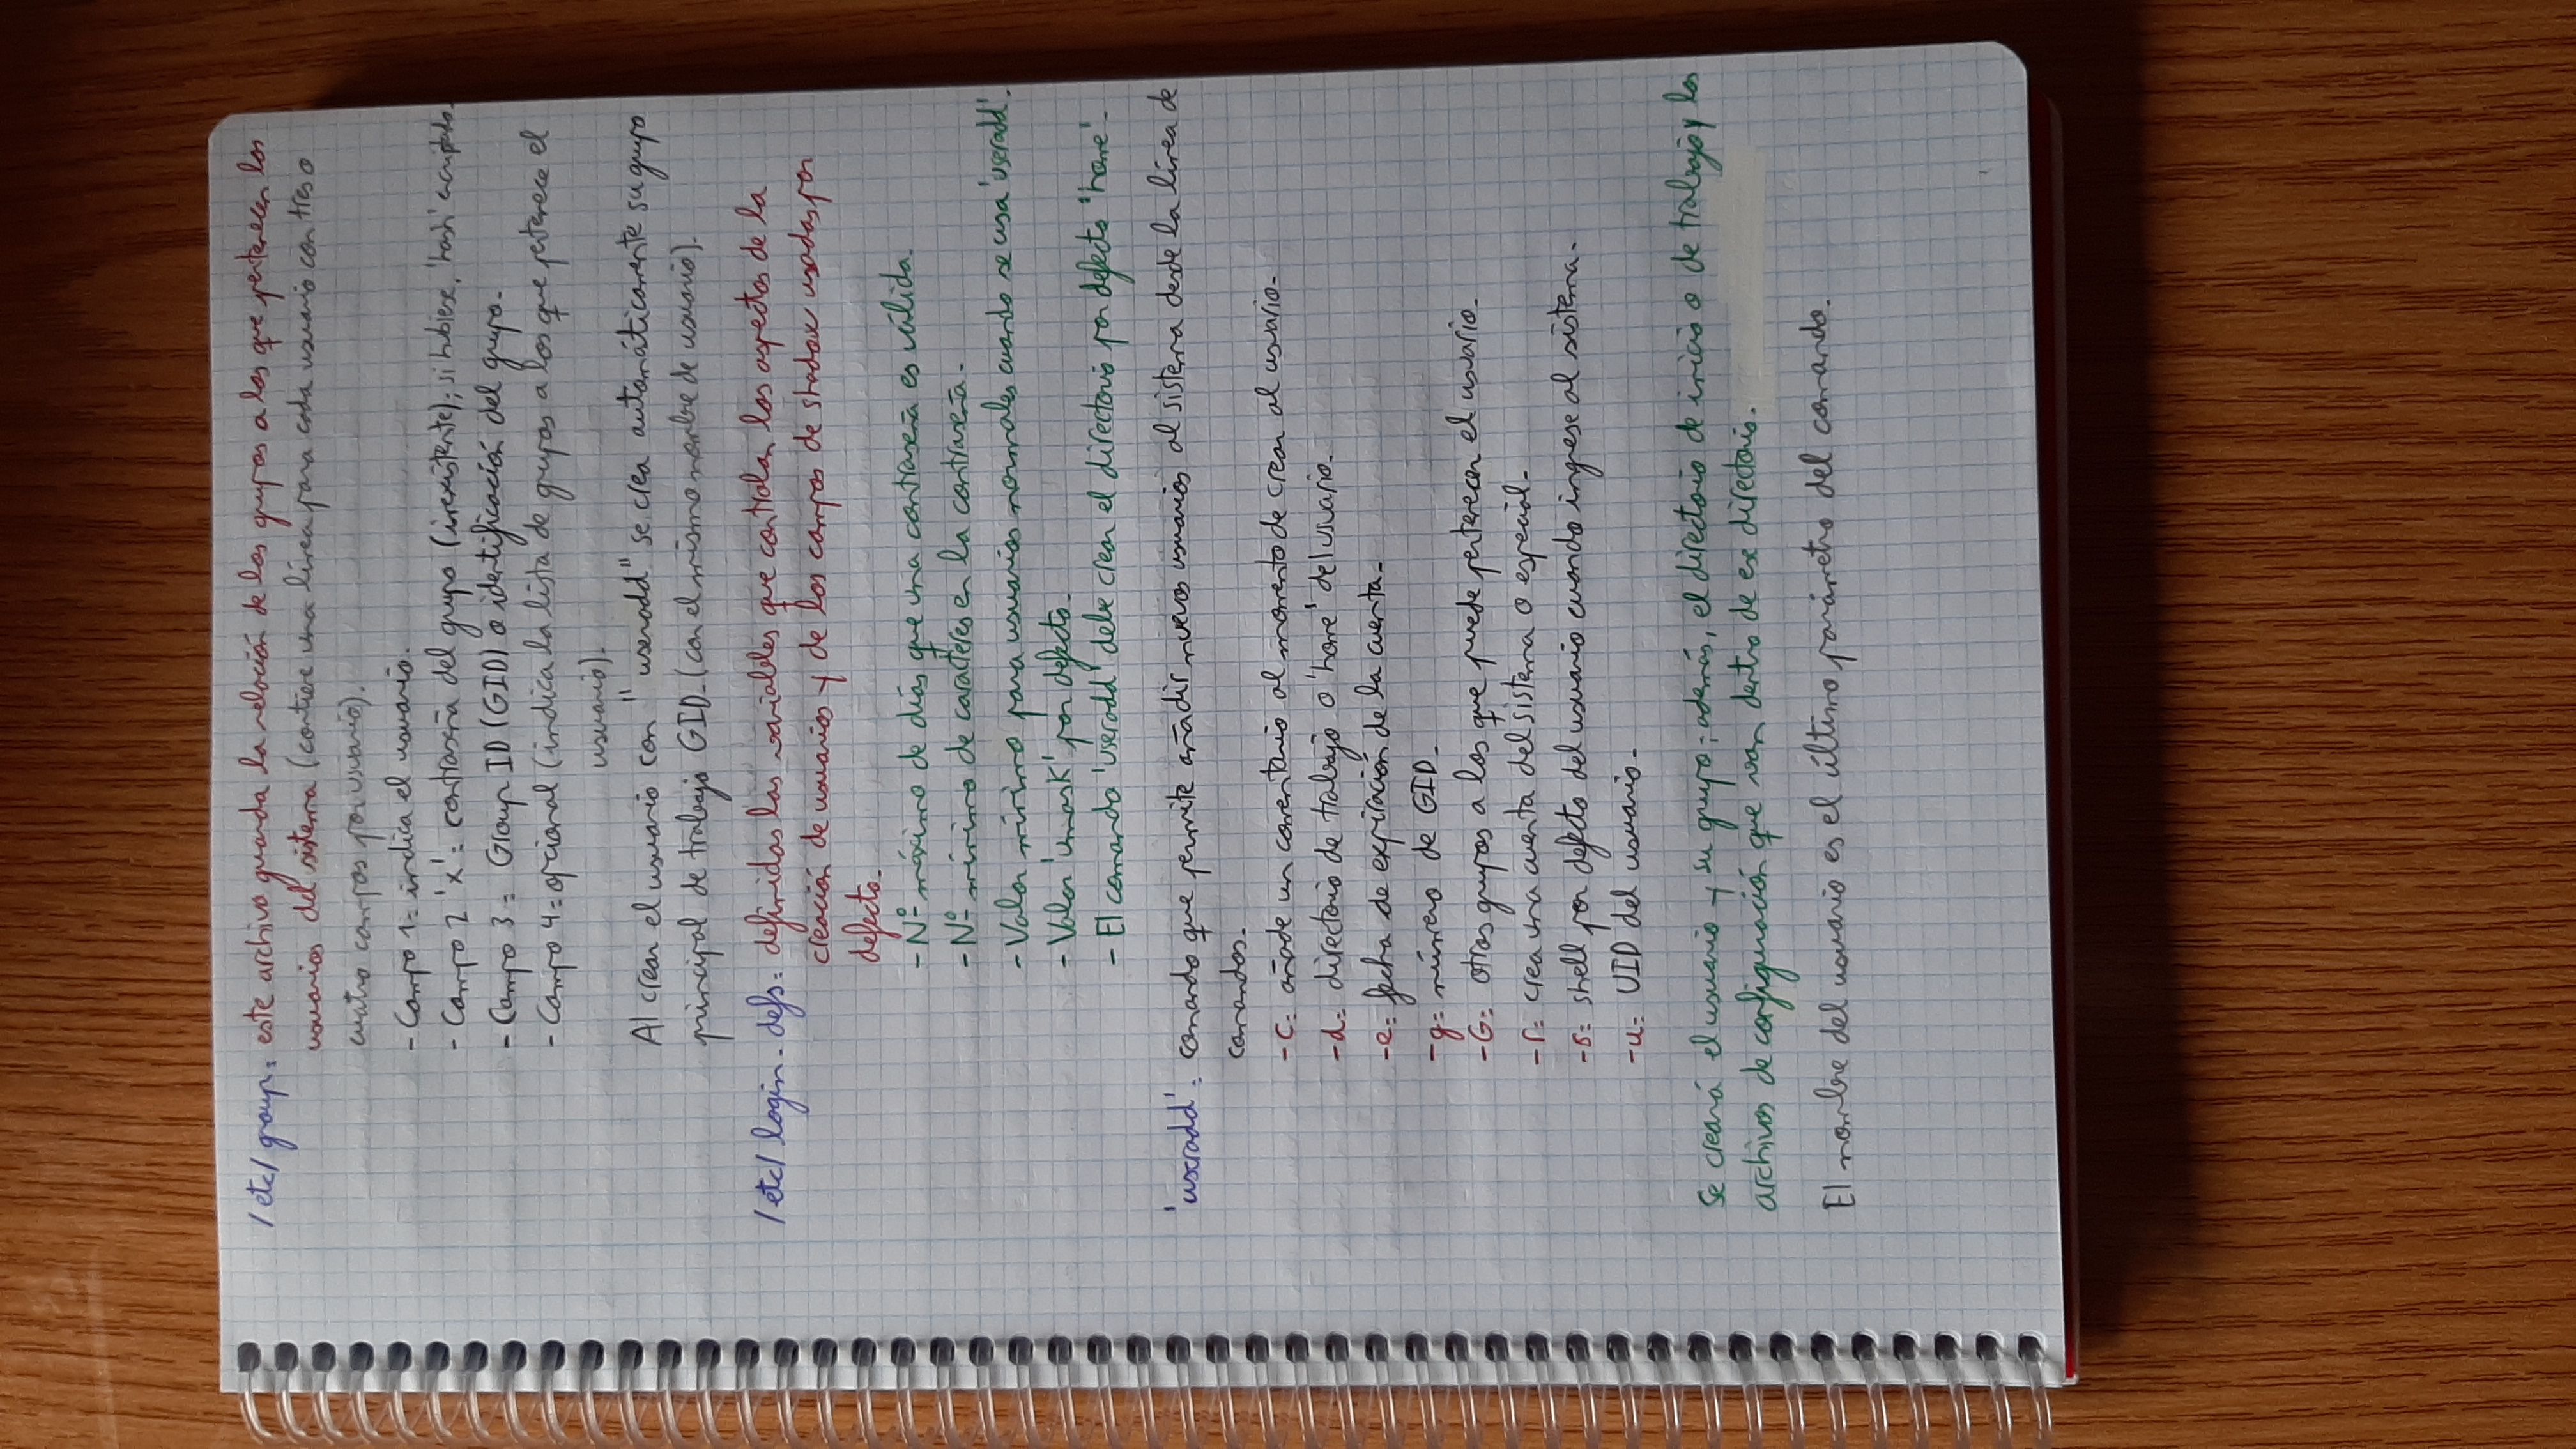 /etc/group: este archivo guarda la relación de los grupos a los que pertenecen los
usuarios del sistema (contiene una línea para cada usuario con tres o
cuatro campos por usuario).
- Campo 1: indica el usuario.
- Campo 2 'x': contraseña del grupo (inexistente); si hubiese, 'hash' encriptado.
- Campo 3: Group ID (GID) o identificación del grupo.
- Campo 4: opcional (indica la lista de grupos a los que pertenece el
usuario).
Al crear el usuario con "useradd" se crea automáticamente su grupo
principal de trabajo GID. (con el mismo nombre de usuario).
/etc/login.defs: definidas las variables que controlan los aspectos de la
creación de usuarios y de los campos de shadow usadas por
defecto.
- Nº máximo de días que una contraseña es válida.
- Nº mínimo de caracteres en la contraseña.
- Valor mínimo para usuarios normales cuando se usa 'useradd'.
- Valor 'umask' por defecto.
- El comando 'useradd' debe crear el directorio por defecto 'home'.
'useradd': comando que permite añadir nuevos usuarios al sistema desde la línea de
comandos.
-c: añade un comentario al momento de crear al usuario.
-d: directorio de trabajo o 'home' del usuario.
-e: fecha de expiración de la cuenta.
-g: número de GID.
-G: otros grupos a los que puede pertenecer el usuario.
-r: crea una cuenta del sistema o especial.
-s: shell por defecto del usuario cuando ingrese al sistema.
-u: UID del usuario.
Se creará el usuario y su grupo; además, el directorio de inicio o de trabajo y los
archivos de configuración que van dentro de ese directorio.
El nombre del usuario es el último parámetro del comando.